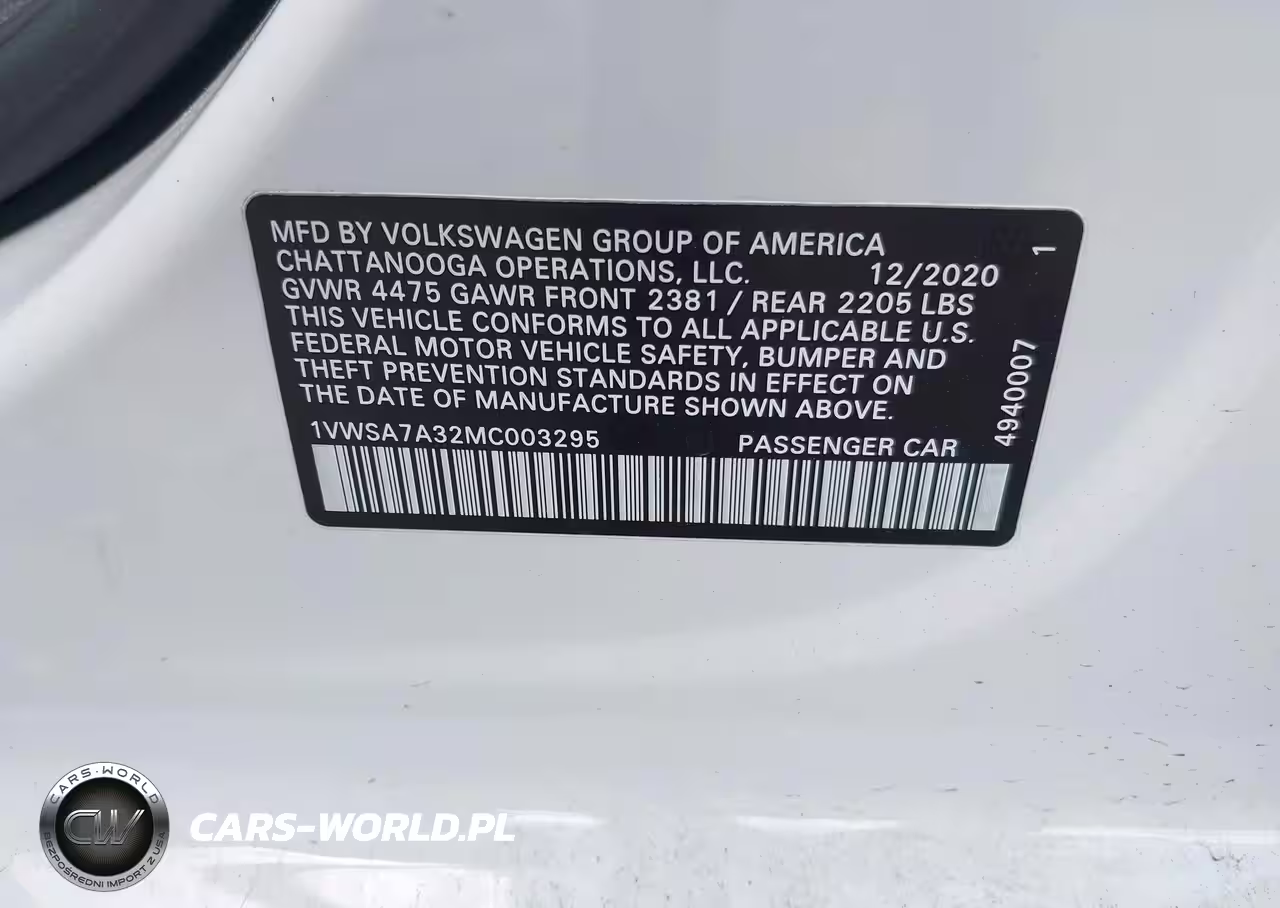 MFD BY VOLKSWAGEN GROUP OF AMERICA
CHATTANOOGA OPERATIONS, LLC. 12/2020
GVWR 4475 GAWR FRONT 2381 / REAR 2205 LBS
THIS VEHICLE CONFORMS TO ALL APPLICABLE U.S.
FEDERAL MOTOR VEHICLE SAFETY, BUMPER AND
THEFT PREVENTION STANDARDS IN EFFECT ON
THE DATE OF MANUFACTURE SHOWN ABOVE.
1VWSA7A32MC003295 PASSENGER CAR
4940007 1
CARS-WORLD
CW
BEZPOŚREDNI IMPORT Z USA
CARS-WORLD.PL